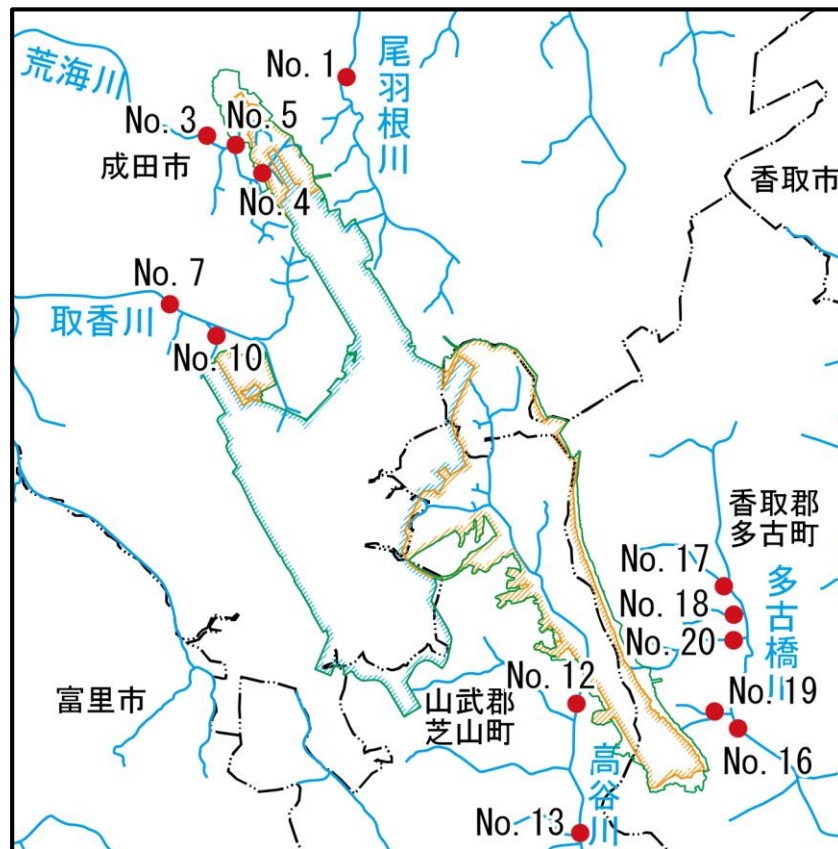 荒海川
No. 1
尾羽根川
No. 3
No. 5
成田市
No. 4
香取市
No. 7
取香川
No. 10
香取郡
多古町
No. 17
多古橋川
No. 18
No. 20
No. 12
No. 19
富里市
山武郡
芝山町
No. 16
高谷川
No. 13